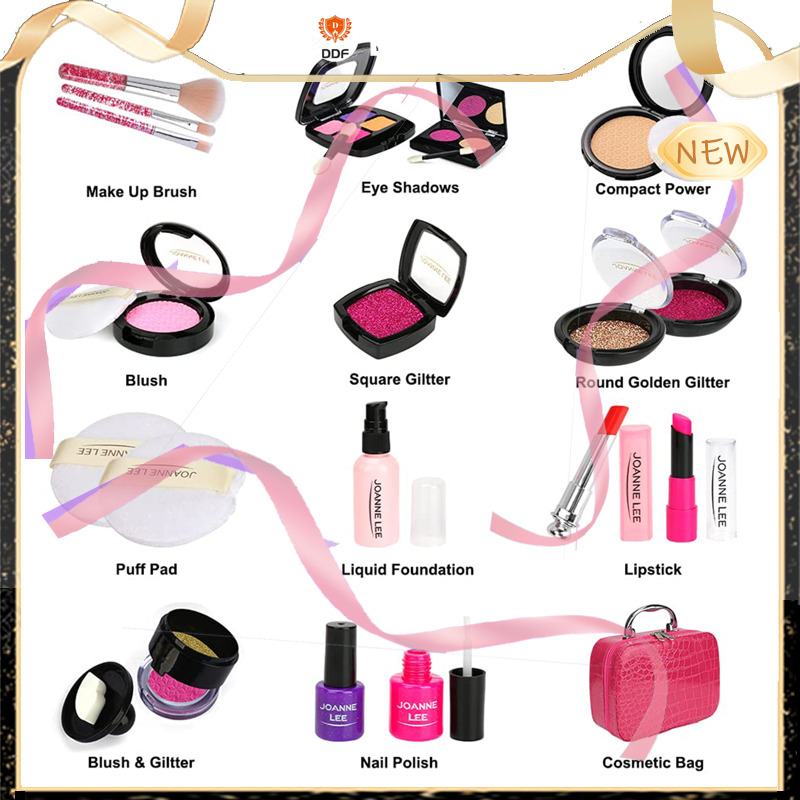 D
DDF
NEW
Make Up Brush
Eye Shadows
Compact Power
JOANNE LEE
JOANNE LEE
JOANNE LEE
JOANNE LEE
Blush
Square Giltter
Round Golden Giltter
JOANNE LEE
JOANNE LEE
JOANNE LEE
JOANNE LEE
JOANNE LEE
Puff Pad
Liquid Foundation
Lipstick
JOANNE
LEE
JOANNE
LEE
Blush & Giltter
Nail Polish
Cosmetic Bag